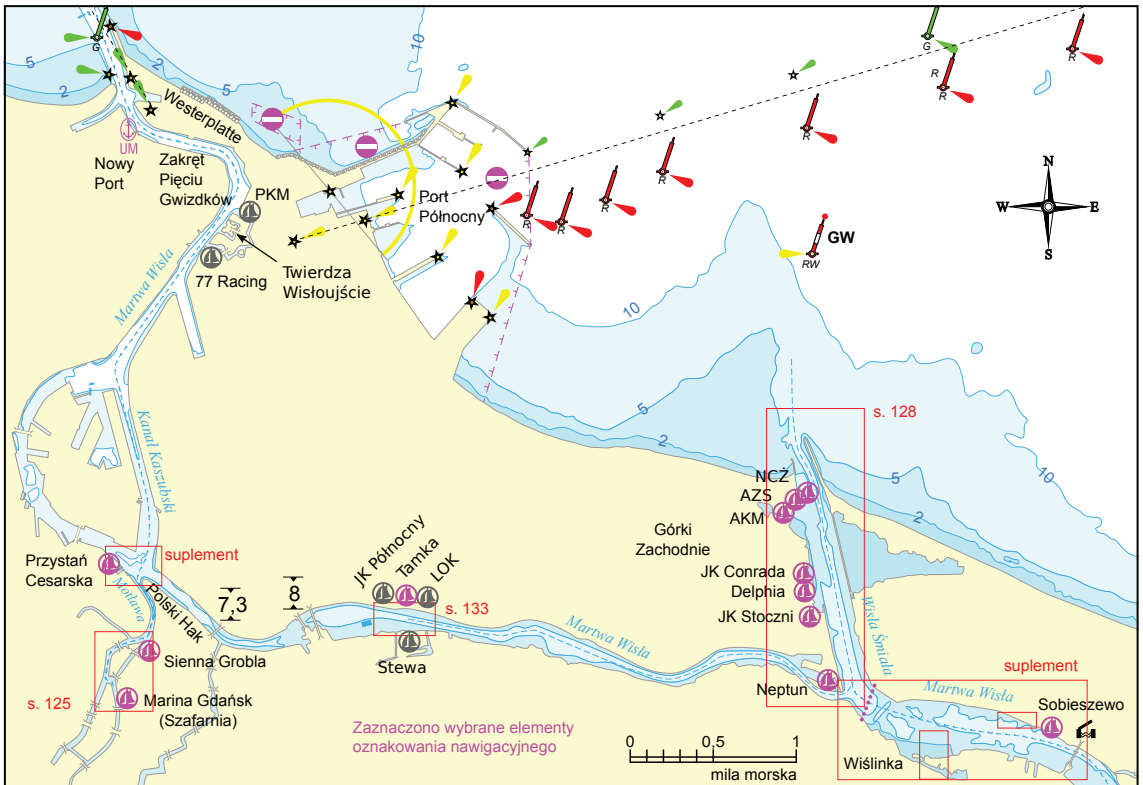 G
10
G
R
5
5
R
R
2
2
Westerplatte
R
UM
Nowy
Port
Zakręt
Pięciu
Gwizdków
PKM
Port
Północny
R
R
R
N
W
E
S
GW
RW
77 Racing
Twierdza
Wisłoujście
Martwa Wisła
10
5
2
s. 128
Kanał Kaszubski
NCŻ
AZS
AKM
10
5
2
Górki
Zachodnie
suplement
Przystań
Cesarska
Motława
Polski Hak
7,3
8
JK Północny
Tamka
LOK
s. 133
JK Conrada
Delphia
JK Stoczni
Wisła Śmiała
Martwa Wisła
Sienna Grobla
Stewa
suplement
Marina Gdańsk
(Szafarnia)
s. 125
Neptun
Martwa Wisła
Sobieszewo
Zaznaczono wybrane elementy
oznakowania nawigacyjnego
0
0,5
1
mila morska
Wiślinka